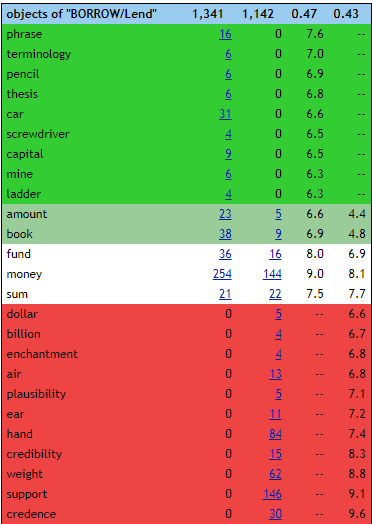 objects of "BORROW/Lend" 1,341 1,142 0.47 0.43
phrase 16 0 7.6 --
terminology 6 0 7.0 --
pencil 6 0 6.9 --
thesis 6 0 6.8 --
car 31 0 6.6 --
screwdriver 4 0 6.5 --
capital 9 0 6.5 --
mine 6 0 6.3 --
ladder 4 0 6.3 --
amount 23 5 6.6 4.4
book 38 9 6.9 4.8
fund 36 16 8.0 6.9
money 254 144 9.0 8.1
sum 21 22 7.5 7.7
dollar 0 5 -- 6.6
billion 0 4 -- 6.7
enchantment 0 4 -- 6.8
air 0 13 -- 6.8
plausibility 0 5 -- 7.1
ear 0 11 -- 7.2
hand 0 84 -- 7.4
credibility 0 15 -- 8.3
weight 0 62 -- 8.8
support 0 146 -- 9.1
credence 0 30 -- 9.6